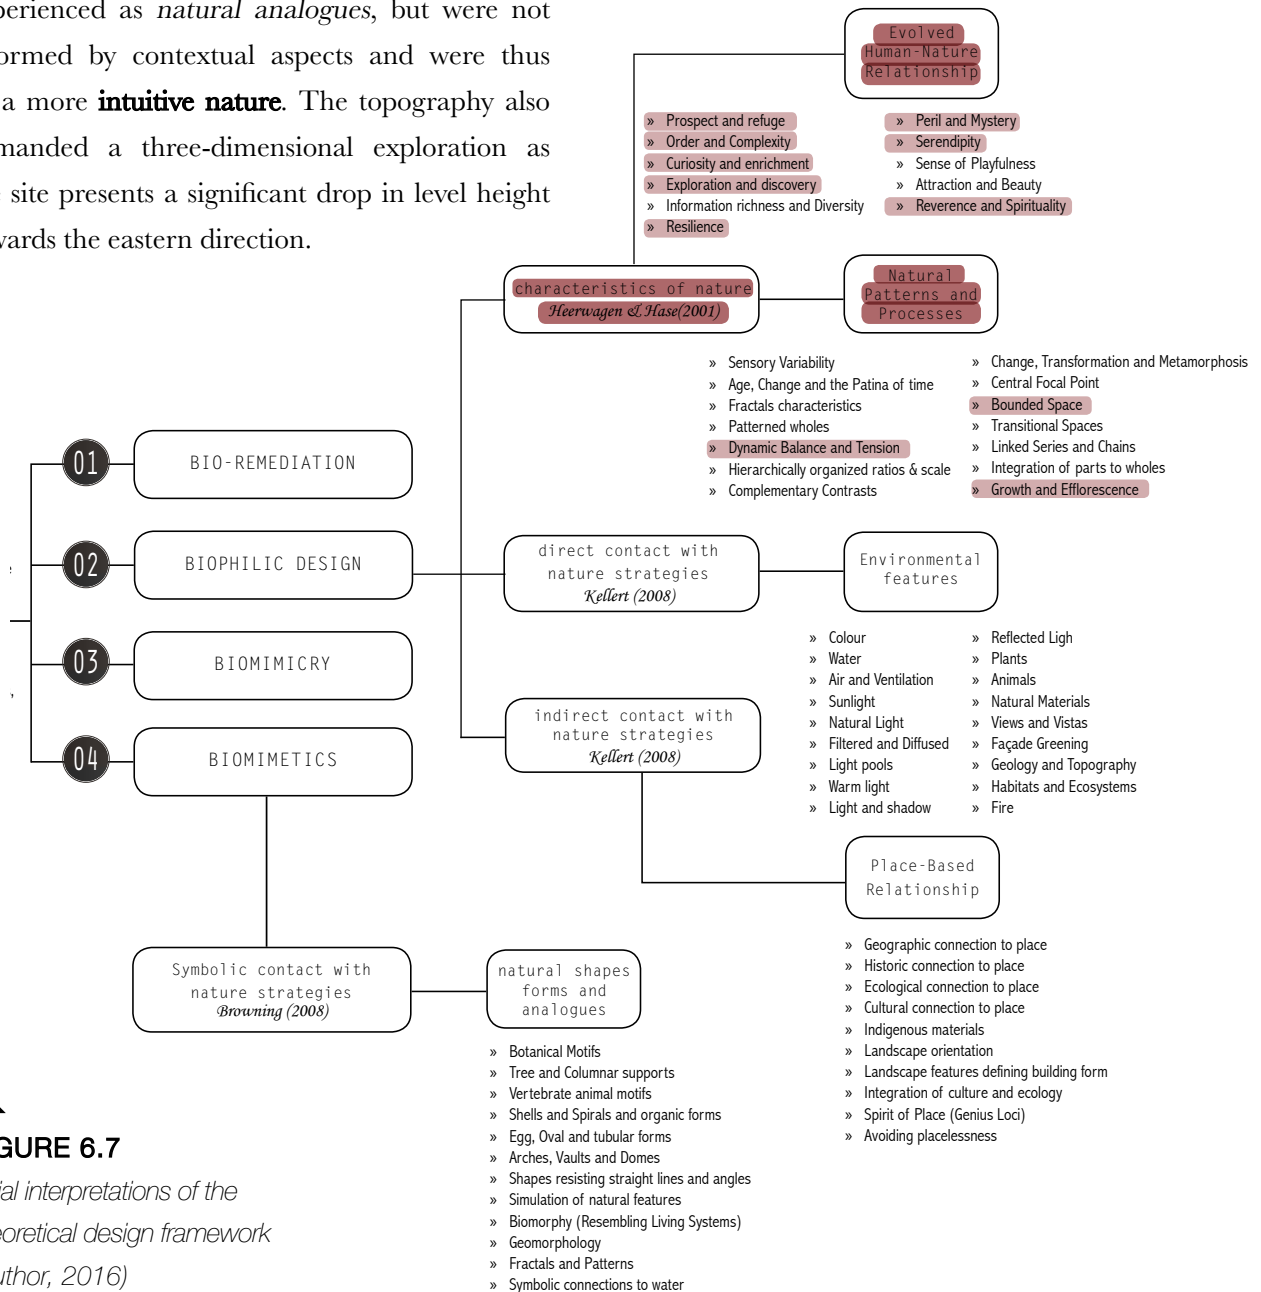 perienced as natural analogues, but were not
ormed by contextual aspects and were thus
a more intuitive nature. The topography also
manded a three-dimensional exploration as
site presents a significant drop in level height
wards the eastern direction.
Evolved
Human-Nature
Relationship
» Prospect and refuge
» Order and Complexity
» Curiosity and enrichment
» Exploration and discovery
» Information richness and Diversity
» Resilience
» Peril and Mystery
» Serendipity
» Sense of Playfulness
» Attraction and Beauty
» Reverence and Spirituality
characteristics of nature
Heerwagen & Hase(2001)
Natural
Patterns and
Processes
» Sensory Variability
» Age, Change and the Patina of time
» Fractals characteristics
» Patterned wholes
» Dynamic Balance and Tension
» Hierarchically organized ratios & scale
» Complementary Contrasts
» Change, Transformation and Metamorphosis
» Central Focal Point
» Bounded Space
» Transitional Spaces
» Linked Series and Chains
» Integration of parts to wholes
» Growth and Efflorescence
01
BIO-REMEDIATION
02
BIOPHILIC DESIGN
03
BIOMIMICRY
04
BIOMIMETICS
direct contact with
nature strategies
Kellert (2008)
Environmental
features
» Colour
» Water
» Air and Ventilation
» Sunlight
» Natural Light
» Filtered and Diffused
» Light pools
» Warm light
» Light and shadow
» Reflected Ligh
» Plants
» Animals
» Natural Materials
» Views and Vistas
» Façade Greening
» Geology and Topography
» Habitats and Ecosystems
» Fire
indirect contact with
nature strategies
Kellert (2008)
Place-Based
Relationship
» Geographic connection to place
» Historic connection to place
» Ecological connection to place
» Cultural connection to place
» Indigenous materials
» Landscape orientation
» Landscape features defining building form
» Integration of culture and ecology
» Spirit of Place (Genius Loci)
» Avoiding placelessness
Symbolic contact with
nature strategies
Browning (2008)
natural shapes
forms and
analogues
» Botanical Motifs
» Tree and Columnar supports
» Vertebrate animal motifs
» Shells and Spirals and organic forms
» Egg, Oval and tubular forms
» Arches, Vaults and Domes
» Shapes resisting straight lines and angles
» Simulation of natural features
» Biomorphy (Resembling Living Systems)
» Geomorphology
» Fractals and Patterns
» Symbolic connections to water
GURE 6.7
ial interpretations of the
eoretical design framework
uthor, 2016)